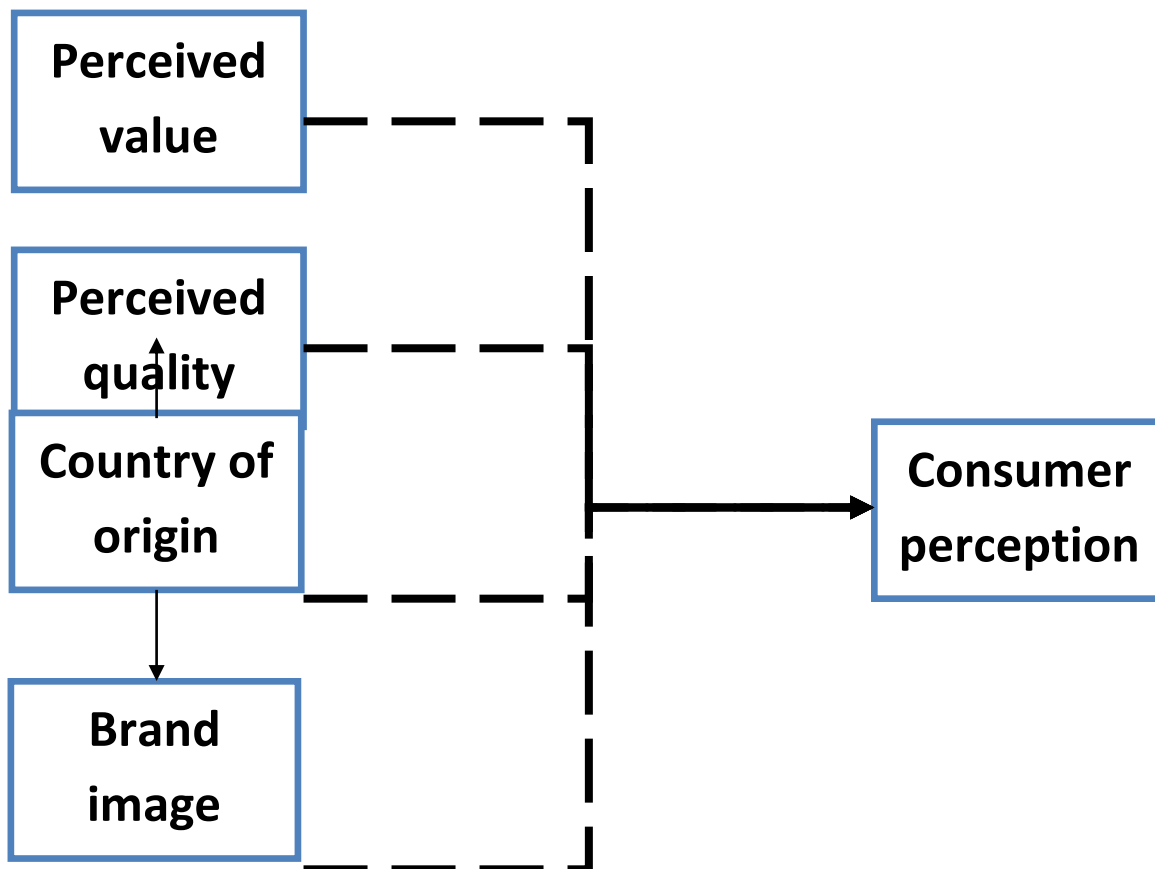 Perceived
value
Perceived
quality
Country of
origin
Consumer
perception
Brand
image